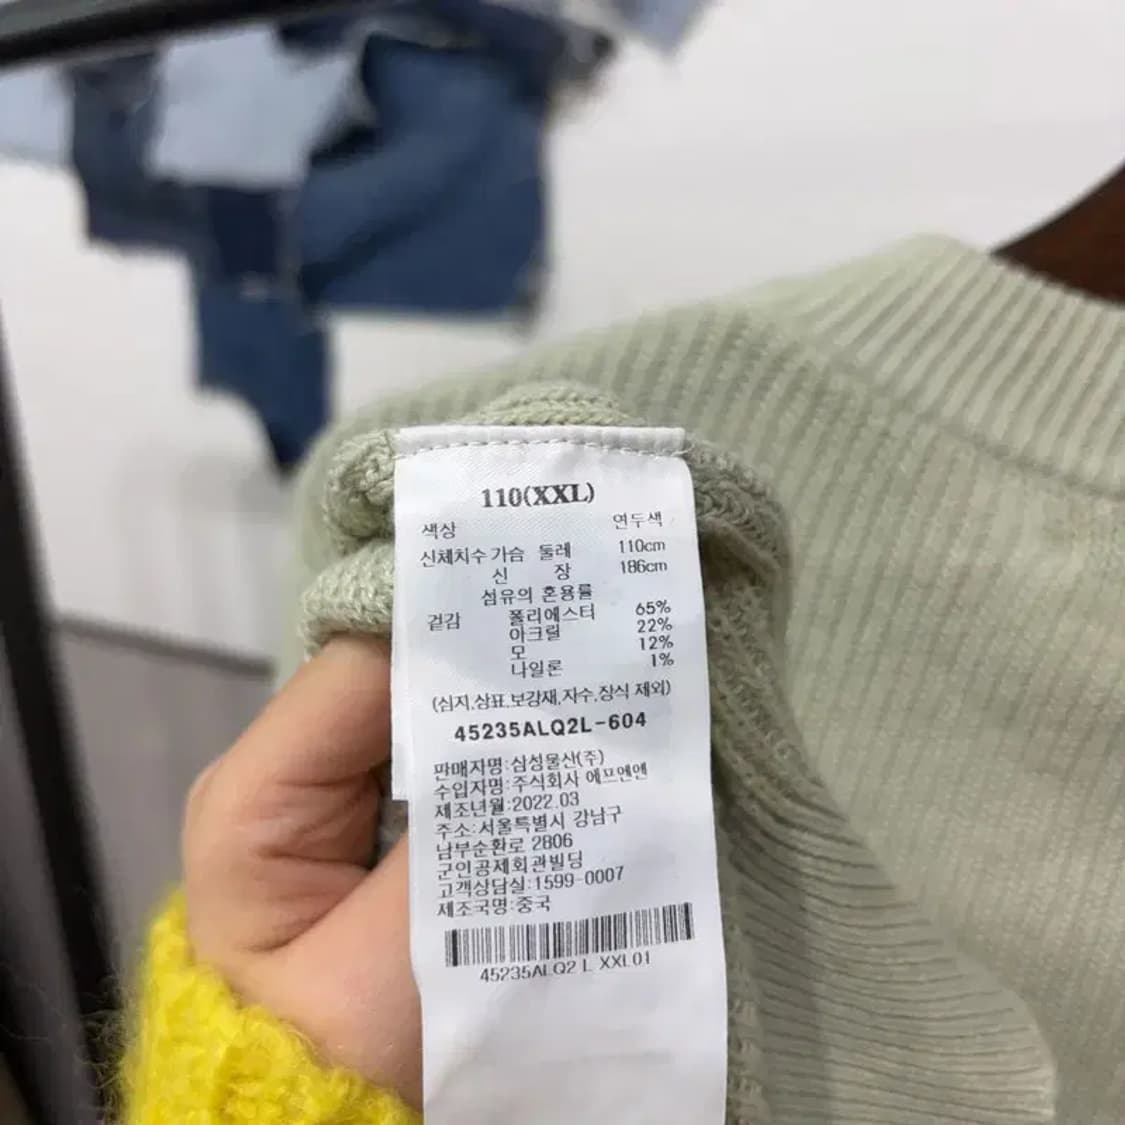 110(XXL)
색상 연두색
신체치수 가슴 둘레 110cm
신 장 186cm
섬유의 혼용률
겉감 폴리에스터 65%
아크릴 22%
모 12%
나일론 1%
(심지,상표,보강재,자수,장식 제외)
45235ALQ2L-604
판매자명:삼성물산(주)
수입자명:주식회사 에프엔엔
제조년월:2022.03
주소:서울특별시 강남구
남부순환로 2806
군인공제회관빌딩
고객상담실:1599-0007
제조국명:중국
45235ALQ2 L XXL01